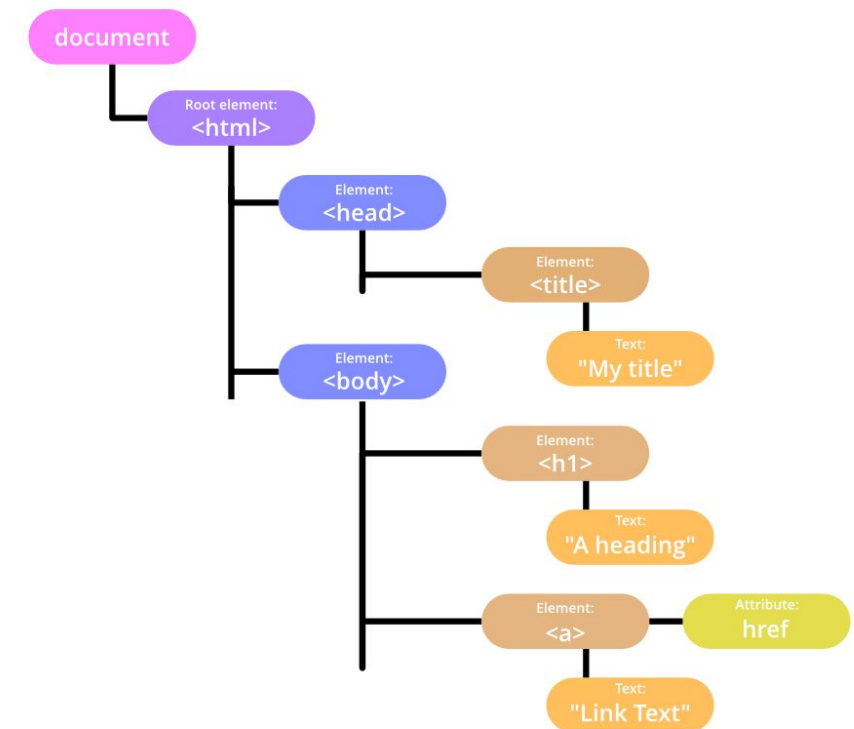 document
Root element:
<html>
Element:
<head>
Element:
<title>
Text:
"My title"
Element:
<body>
Element:
<h1>
Text:
"A heading"
Element:
<a>
Attribute:
href
Text:
"Link Text"